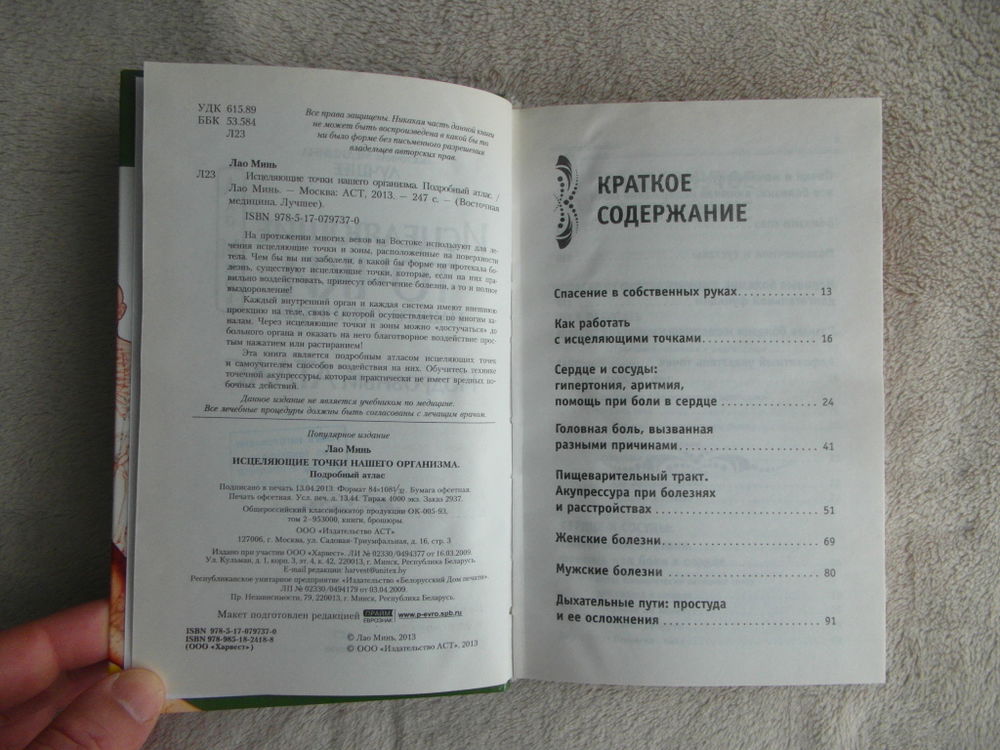 УДК 615.89
ББК 53.584
Л23
Все права защищены. Никакая часть данной книги
не может быть воспроизведена в какой бы то
ни было форме без письменного разрешения
владельцев авторских прав.
Лао Минь
Л23 Исцеляющие точки нашего организма. Подробный атлас. /
Лао Минь. — Москва: АСТ, 2013. — 247 с. — (Восточная
медицина. Лучшее).
ISBN 978-5-17-079737-0
На протяжении многих веков на Востоке используют для ле-
чения исцеляющие точки и зоны, расположенные на поверхности
тела. Чем бы вы ни заболели, в какой бы форме ни протекала бо-
лезнь, существуют исцеляющие точки, которые, если на них пра-
вильно воздействовать, принесут облегчение болезни, а то и полное
выздоровление!
Каждый внутренний орган и каждая система имеют внешнюю
проекцию на теле, связь с которой осуществляется по многим ка-
налам. Через исцеляющие точки и зоны можно «достучаться» до
больного органа и оказать на него благотворное воздействие прос-
тым нажатием или растиранием!
Эта книга является подробным атласом исцеляющих точек
и самоучителем способов воздействия на них. Обучитесь технике
точечной акупрессуры, которая практически не имеет вредных по-
бочных действий.
Данное издание не является учебником по медицине.
Все лечебные процедуры должны быть согласованы с лечащим врачом.
Популярное издание
Лао Минь
ИСЦЕЛЯЮЩИЕ ТОЧКИ НАШЕГО ОРГАНИЗМА.
Подробный атлас
Подписано в печать 13.04.2013. Формат 84×108 1/32. Бумага офсетная.
Печать офсетная. Усл. печ. л. 13,44. Тираж 4000 экз. Заказ 2937.
Общероссийский классификатор продукции ОК-005-93,
том 2–953000, книги, брошюры.
ООО «Издательство АСТ»
127006, г. Москва, ул. Садовая-Триумфальная, д. 16, стр. 3
Издано при участии ООО «Харвест». ЛИ № 02330/0494377 от 16.03.2009.
Ул. Кульман, д. 1, корп. 3, эт. 4, к. 42, 220013, г. Минск, Республика Беларусь.
E-mail редакции: harvest@unitex.by
Республиканское унитарное предприятие «Издательство «Белорусский Дом печати».
ЛП № 02330/0494179 от 03.04.2009.
Пр. Независимости, 79, 220013, г. Минск, Республика Беларусь.
Макет подготовлен редакцией ПРАЙМ ЕВРОЗНАК www.p-evro.spb.ru
ISBN 978-5-17-079737-0
ISBN 978-985-18-2418-8
(ООО «Харвест»)
© Лао Минь, 2013
© ООО «Издательство АСТ», 2013
КРАТКОЕ
СОДЕРЖАНИЕ
Спасение в собственных руках 13
Как работать
с исцеляющими точками 16
Сердце и сосуды:
гипертония, аритмия,
помощь при боли в сердце 24
Головная боль, вызванная
разными причинами 41
Пищеварительный тракт.
Акупрессура при болезнях
и расстройствах 51
Женские болезни 69
Мужские болезни 80
Дыхательные пути: простуда
и ее осложнения 91